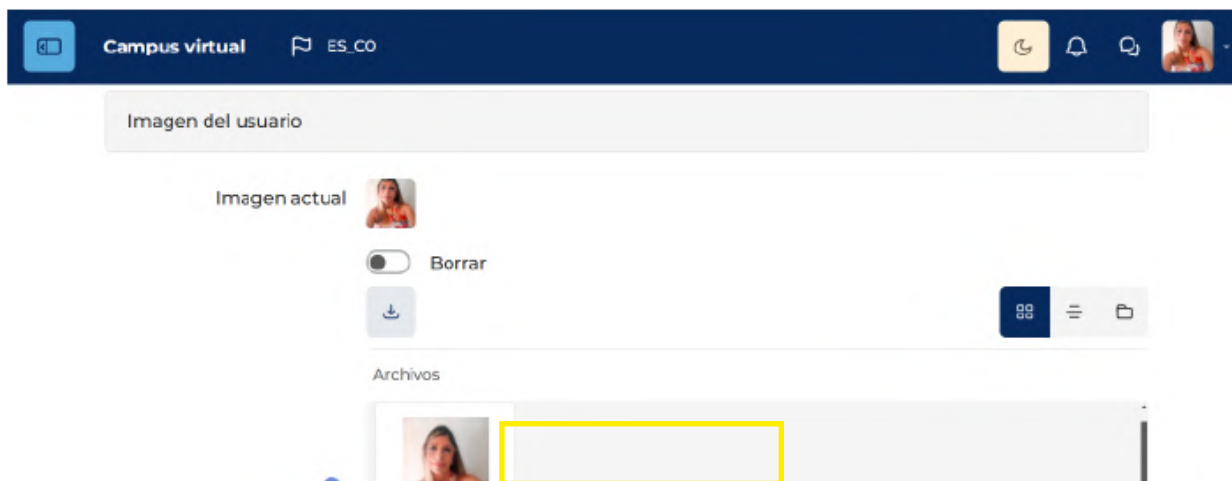 Campus virtual ES_CO
Imagen del usuario
Imagen actual
Borrar
Archivos